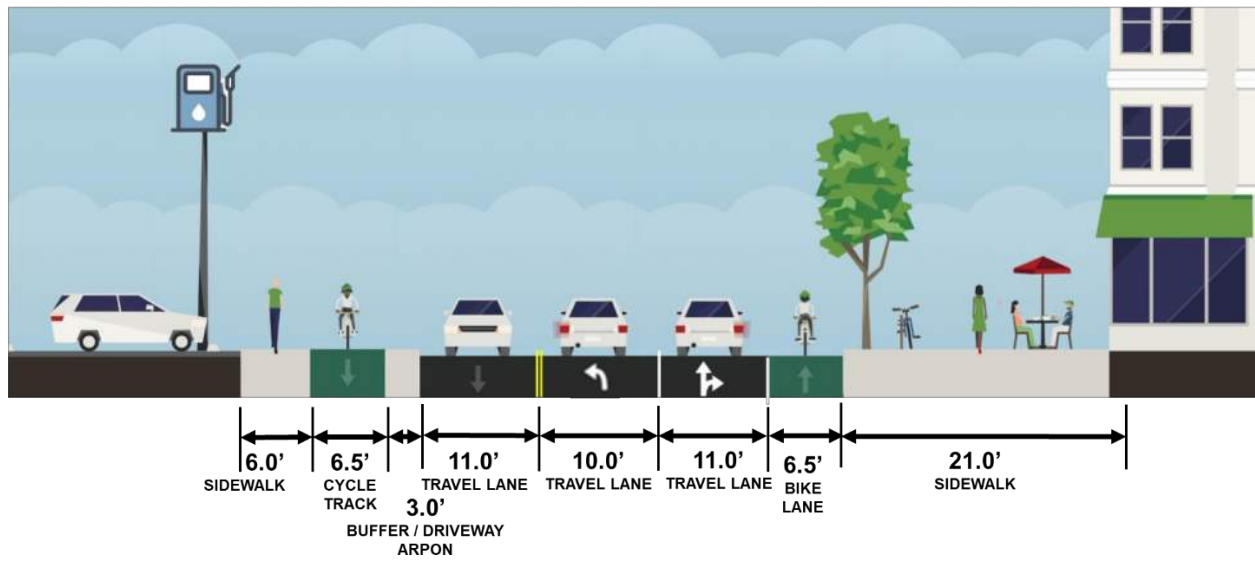 6.0’
SIDEWALK
6.5’
CYCLE
TRACK
3.0’
BUFFER / DRIVEWAY
ARPON
11.0’
TRAVEL LANE
10.0’
TRAVEL LANE
11.0’
TRAVEL LANE
6.5’
BIKE
LANE
21.0’
SIDEWALK